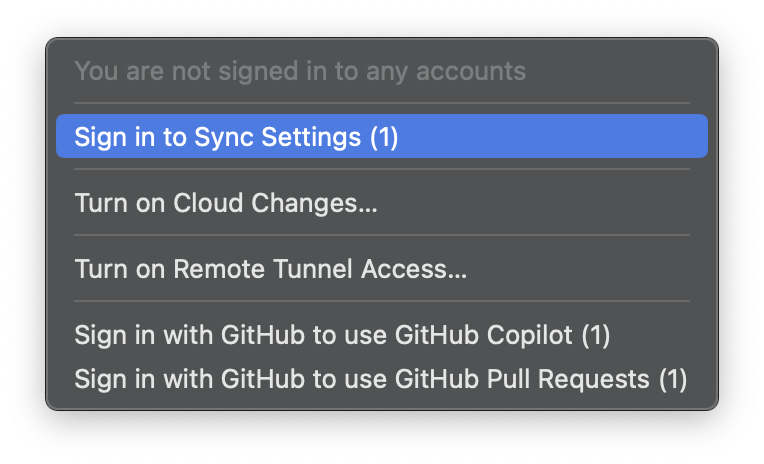 You are not signed in to any accounts
Sign in to Sync Settings (1)
Turn on Cloud Changes...
Turn on Remote Tunnel Access...
Sign in with GitHub to use GitHub Copilot (1)
Sign in with GitHub to use GitHub Pull Requests (1)